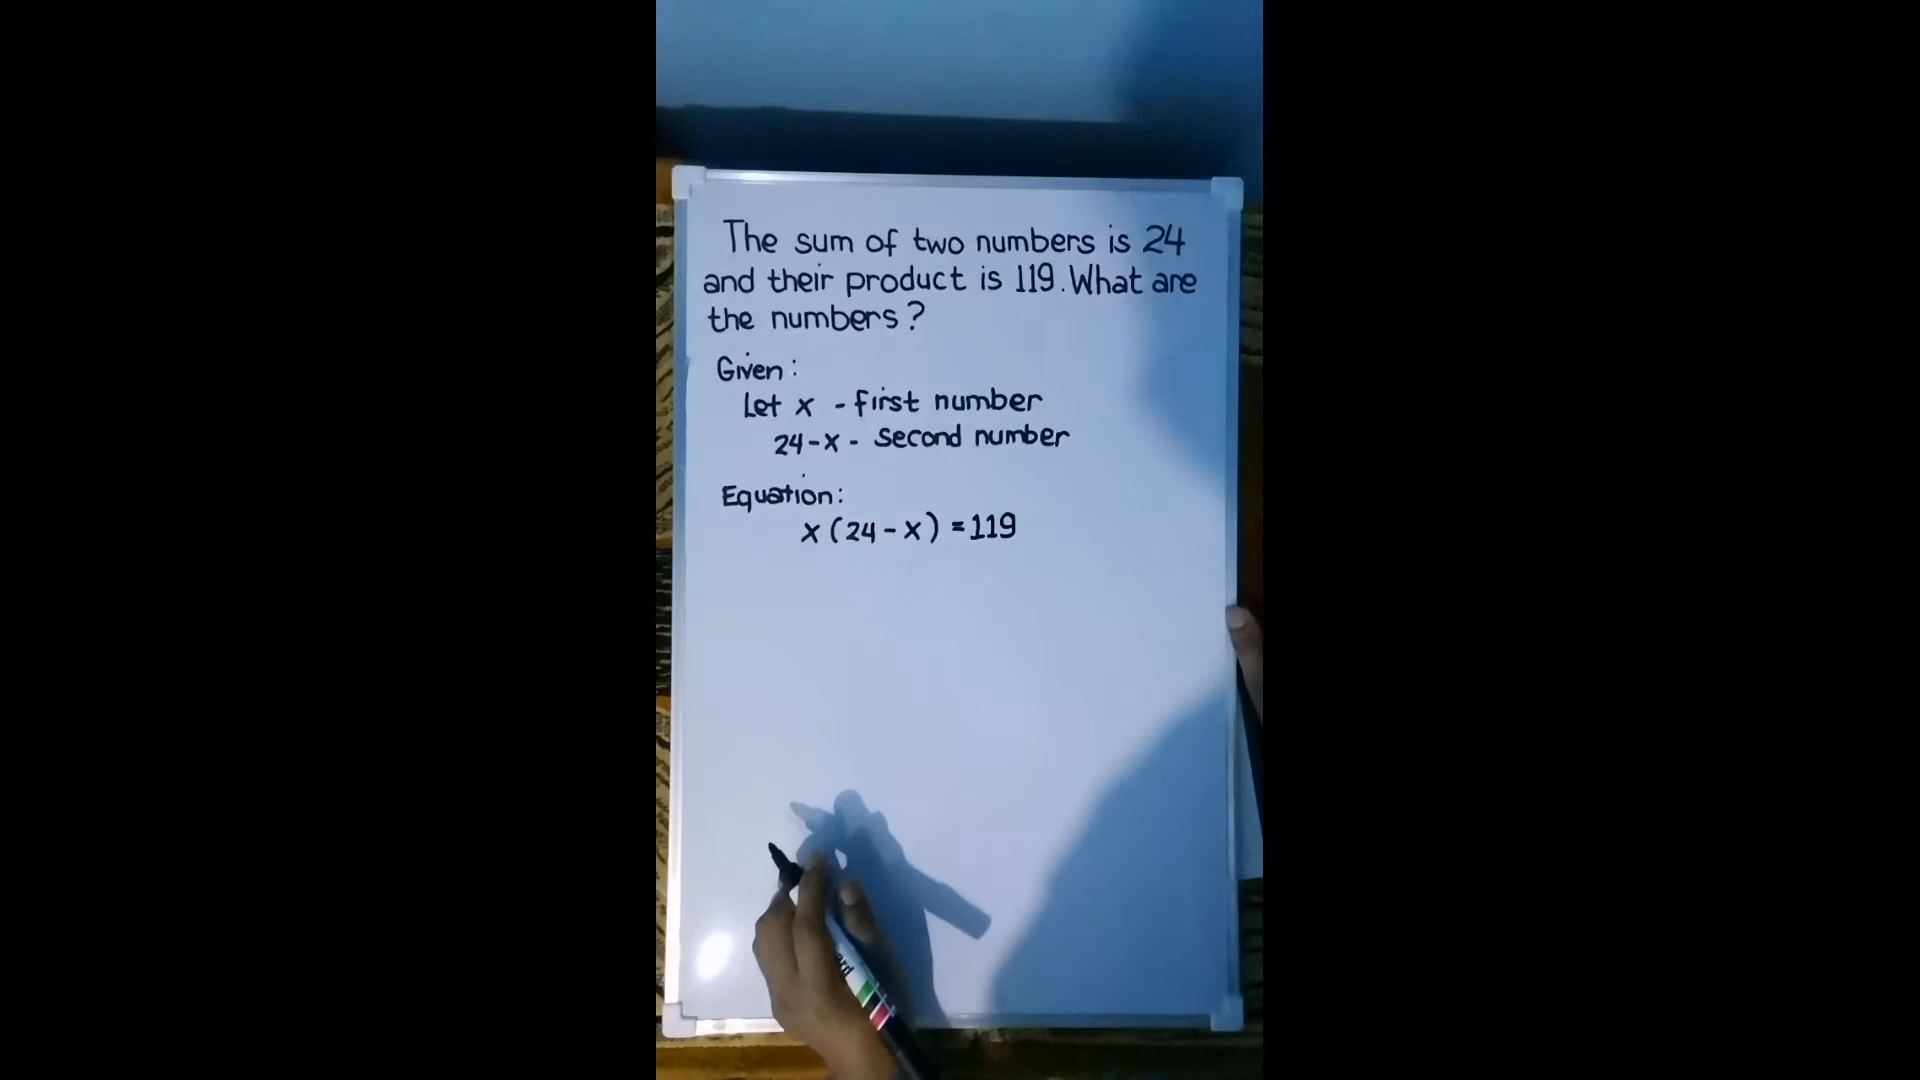 The sum of two numbers is 24
and their product is 119. What are
the numbers?
Given:
Let x - first number
24-x - second number
Equation:
x(24-x) = 119